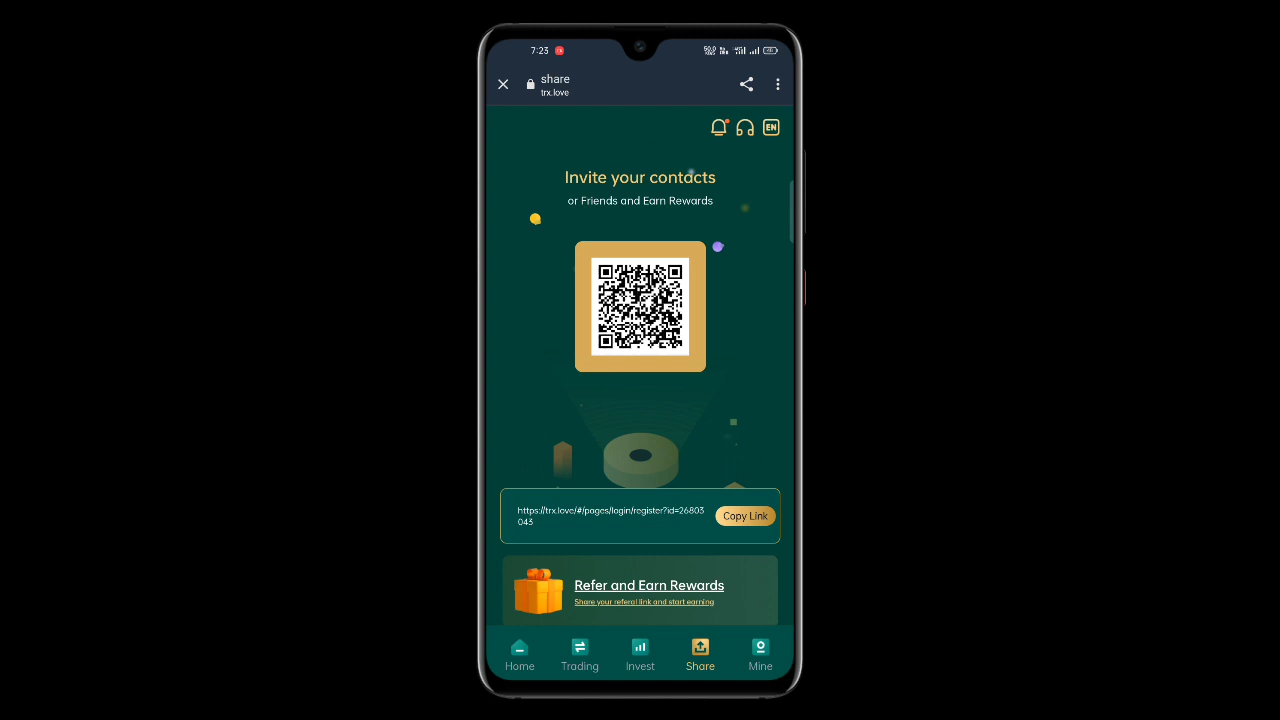 7:23
share
trx.love
EN
Invite your contacts
or Friends and Earn Rewards
https://trx.love/#/pages/login/register?id=26803
043
Copy Link
Refer and Earn Rewards
Share your referal link and start earning
Home Trading Invest Share Mine